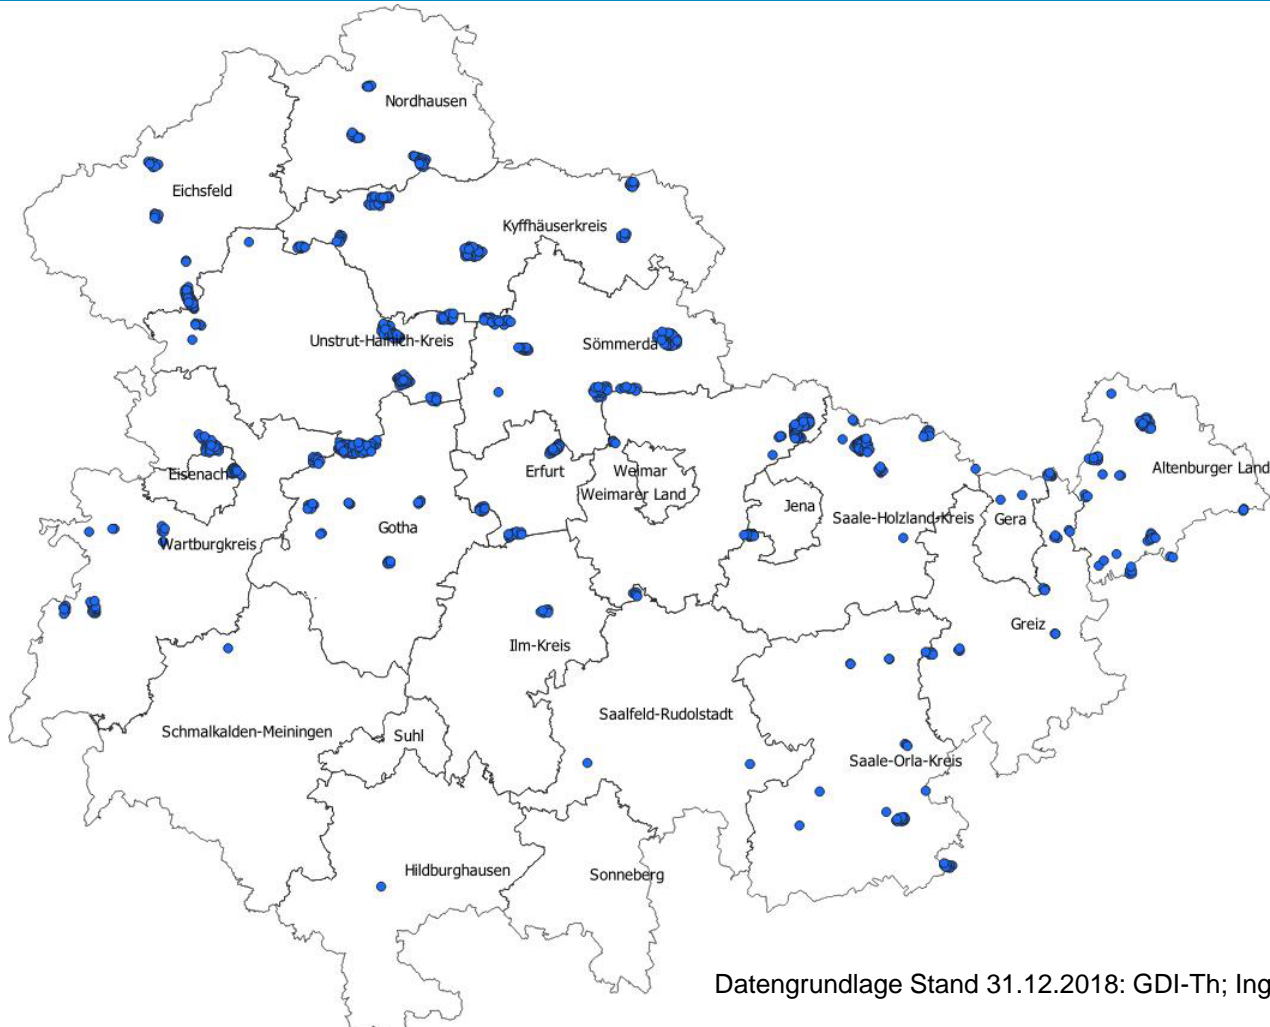 Nordhausen
Eichsfeld
Kyffhäuserkreis
Unstrut-Hainich-Kreis
Sömmerda
Eisenach
Erfurt
Weimar
Weimarer Land
Altenburger Land
Jena
Saale-Holzland-Kreis
Gera
Gotha
Wartburgkreis
Ilm-Kreis
Greiz
Schmalkalden-Meiningen
Suhl
Saalfeld-Rudolstadt
Saale-Orla-Kreis
Hildburghausen
Sonneberg
Datengrundlage Stand 31.12.2018: GDI-Th; Ing